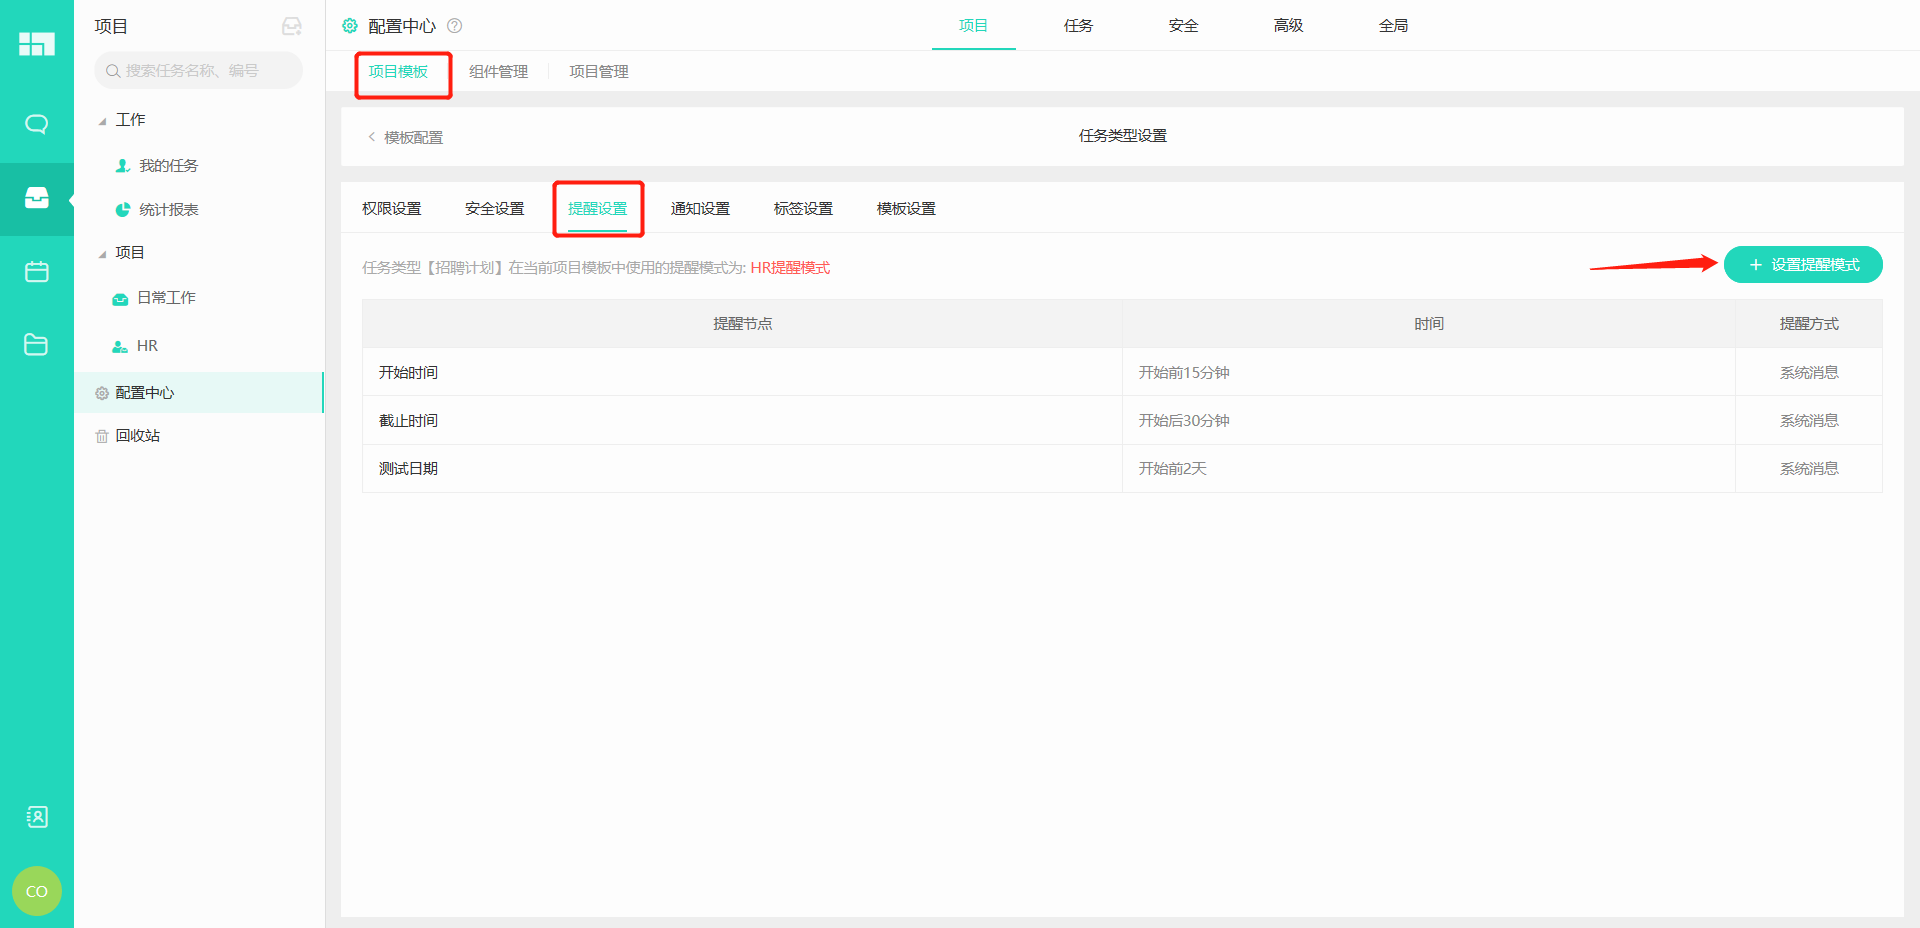 项目
搜索任务名称、编号
工作
我的任务
统计报表
项目
日常工作
HR
配置中心
回收站
CO
配置中心
项目
任务
安全
高级
全局
项目模板
组件管理
项目管理
模板配置
任务类型设置
权限设置
安全设置
提醒设置
通知设置
标签设置
模板设置
任务类型【招聘计划】在当前项目模板中使用的提醒模式为: HR提醒模式
设置提醒模式
提醒节点 时间 提醒方式
开始时间 开始前15分钟 系统消息
截止时间 开始后30分钟 系统消息
测试日期 开始前2天 系统消息